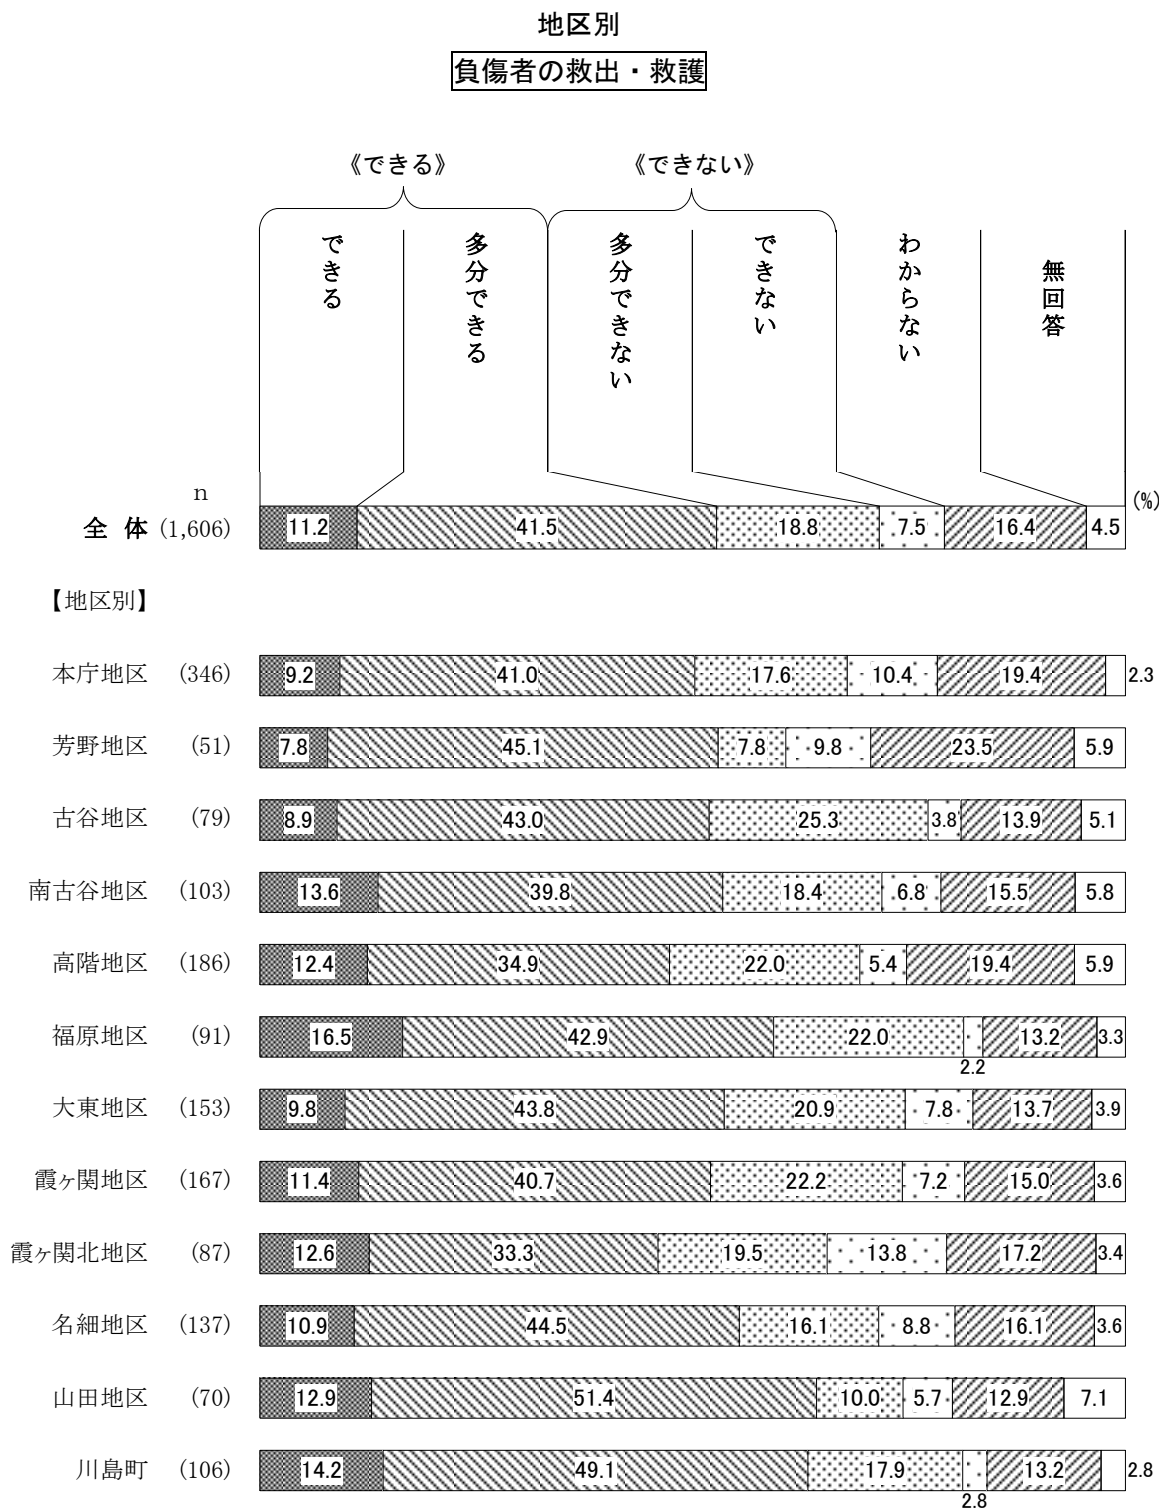 地区別
負傷者の救出・救護
《できる》 《できない》
できる
多分できる
多分できない
できない
わからない
無回答
n
(%)
全体 (1,606) 11.2 41.5 18.8 7.5 16.4 4.5
【地区別】
本庁地区 (346) 9.2 41.0 17.6 10.4 19.4 2.3
芳野地区 (51) 7.8 45.1 7.8 9.8 23.5 5.9
古谷地区 (79) 8.9 43.0 25.3 3.8 13.9 5.1
南古谷地区 (103) 13.6 39.8 18.4 6.8 15.5 5.8
高階地区 (186) 12.4 34.9 22.0 5.4 19.4 5.9
福原地区 (91) 16.5 42.9 22.0 2.2 13.2 3.3
大東地区 (153) 9.8 43.8 20.9 7.8 13.7 3.9
霞ヶ関地区 (167) 11.4 40.7 22.2 7.2 15.0 3.6
霞ヶ関北地区 (87) 12.6 33.3 19.5 13.8 17.2 3.4
名細地区 (137) 10.9 44.5 16.1 8.8 16.1 3.6
山田地区 (70) 12.9 51.4 10.0 5.7 12.9 7.1
川島町 (106) 14.2 49.1 17.9 2.8 13.2 2.8